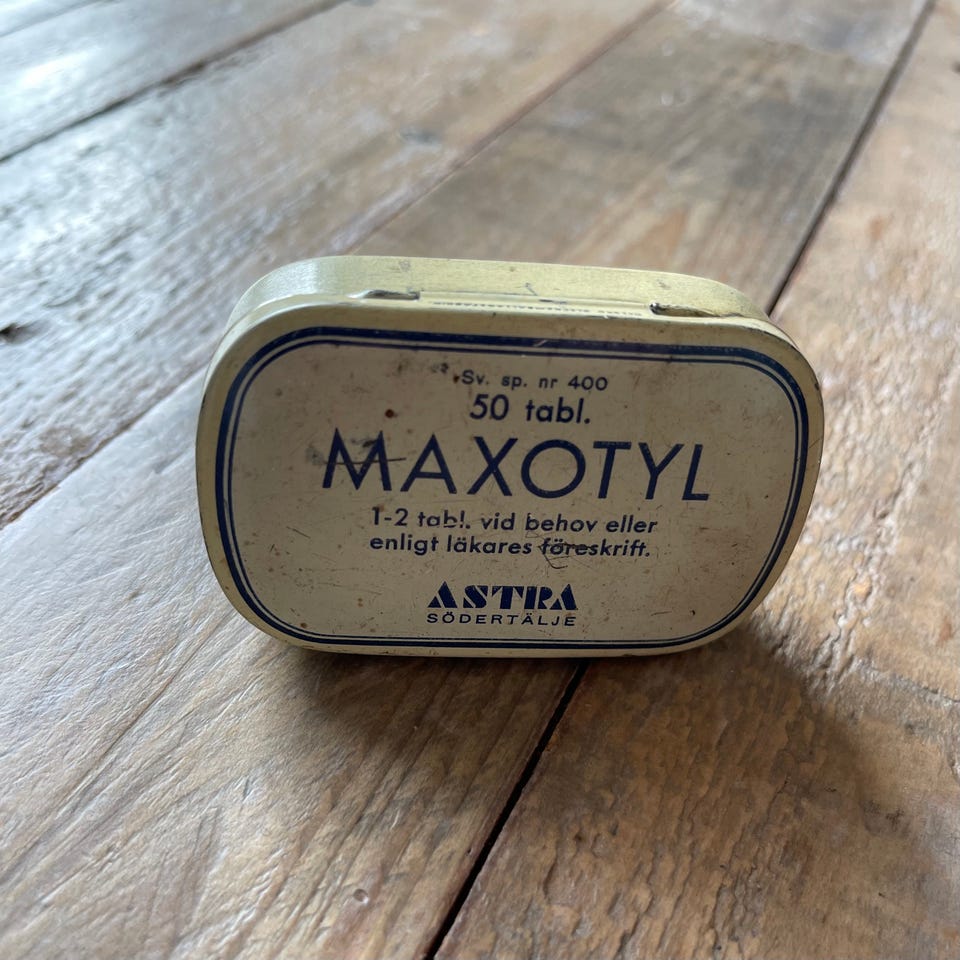 Sv. sp. nr 400
50 tabl.
MAXOTYL
1-2 tabl. vid behov eller
enligt läkares föreskrift.
ASTRA
SÖDERTÄLJE